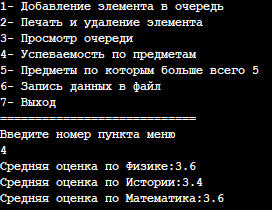 1- Добавление элемента в очередь
2- Печать и удаление элемента
3- Просмотр очереди
4- Успеваемость по предметам
5- Предметы по которым больше всего 5
6- Запись данных в файл
7- Выход
============================
Введите номер пункта меню
4
Средняя оценка по Физике:3.6
Средняя оценка по Истории:3.4
Средняя оценка по Математика:3.6